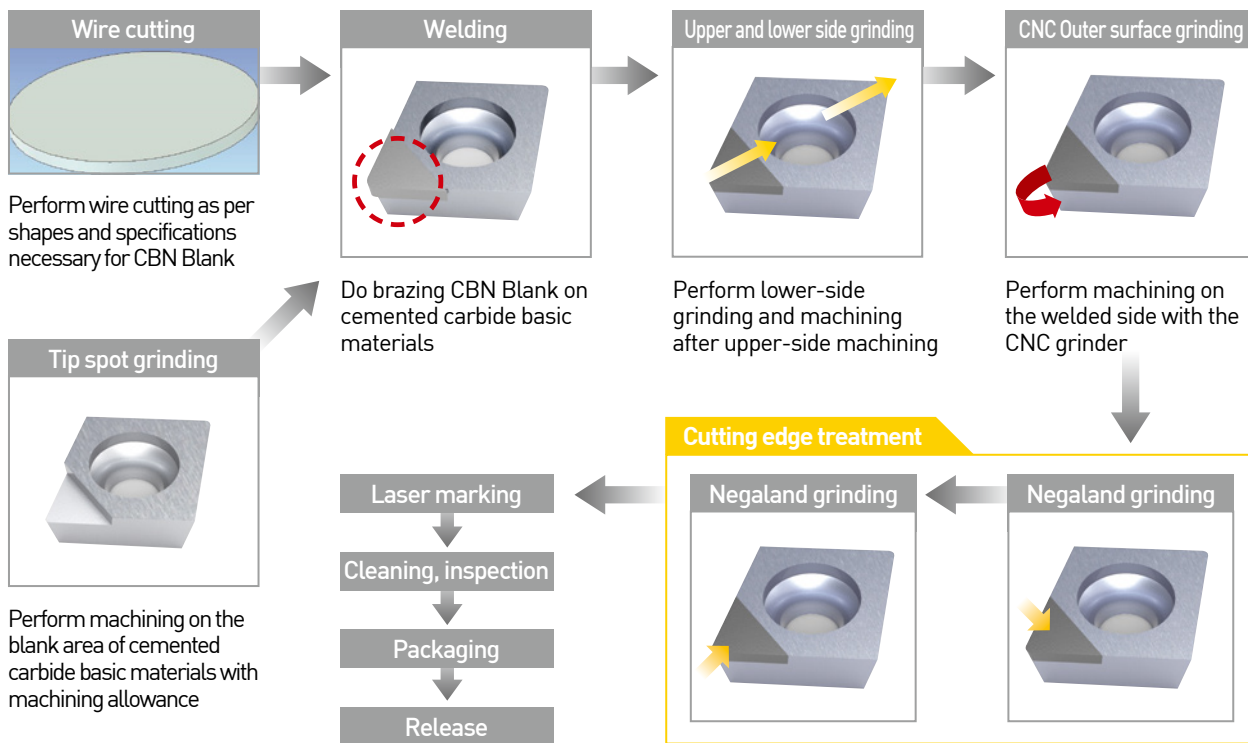 Wire cutting
Perform wire cutting as per
shapes and specifications
necessary for CBN Blank
Tip spot grinding
Perform machining on the
blank area of cemented
carbide basic materials with
machining allowance
Welding
Do brazing CBN Blank on
cemented carbide basic
materials
Upper and lower side grinding
Perform lower-side
grinding and machining
after upper-side machining
CNC Outer surface grinding
Perform machining on
the welded side with the
CNC grinder
Cutting edge treatment
Negaland grinding
Negaland grinding
Laser marking
Cleaning, inspection
Packaging
Release